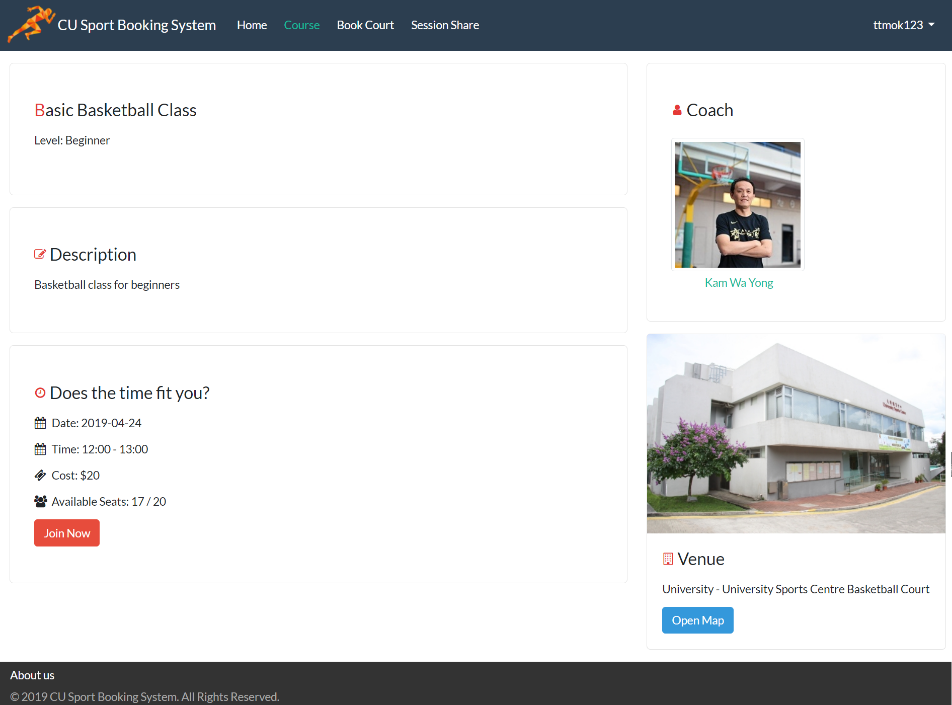 CU Sport Booking System
Home
Course
Book Court
Session Share
ttmok123
Basic Basketball Class
Level: Beginner
Description
Basketball class for beginners
Does the time fit you?
Date: 2019-04-24
Time: 12:00 - 13:00
Cost: $20
Available Seats: 17 / 20
Join Now
Coach
Kam Wa Yong
Venue
University - University Sports Centre Basketball Court
Open Map
About us
© 2019 CU Sport Booking System. All Rights Reserved.